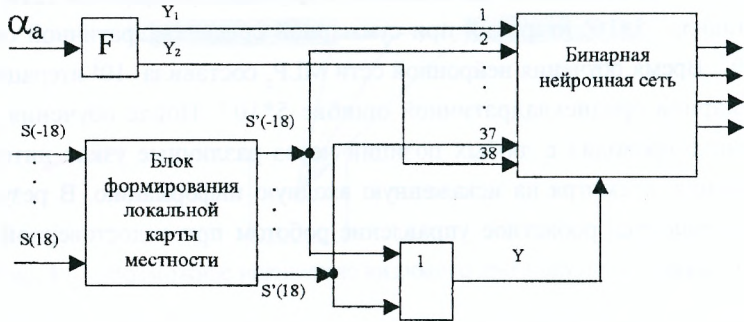 αa
F
Y1
Y2
1
2
37
38
Бинарная
нейронная сеть
S(-18)
S(18)
Блок
формирования
локальной
карты
местности
S'(-18)
S'(18)
1
Y